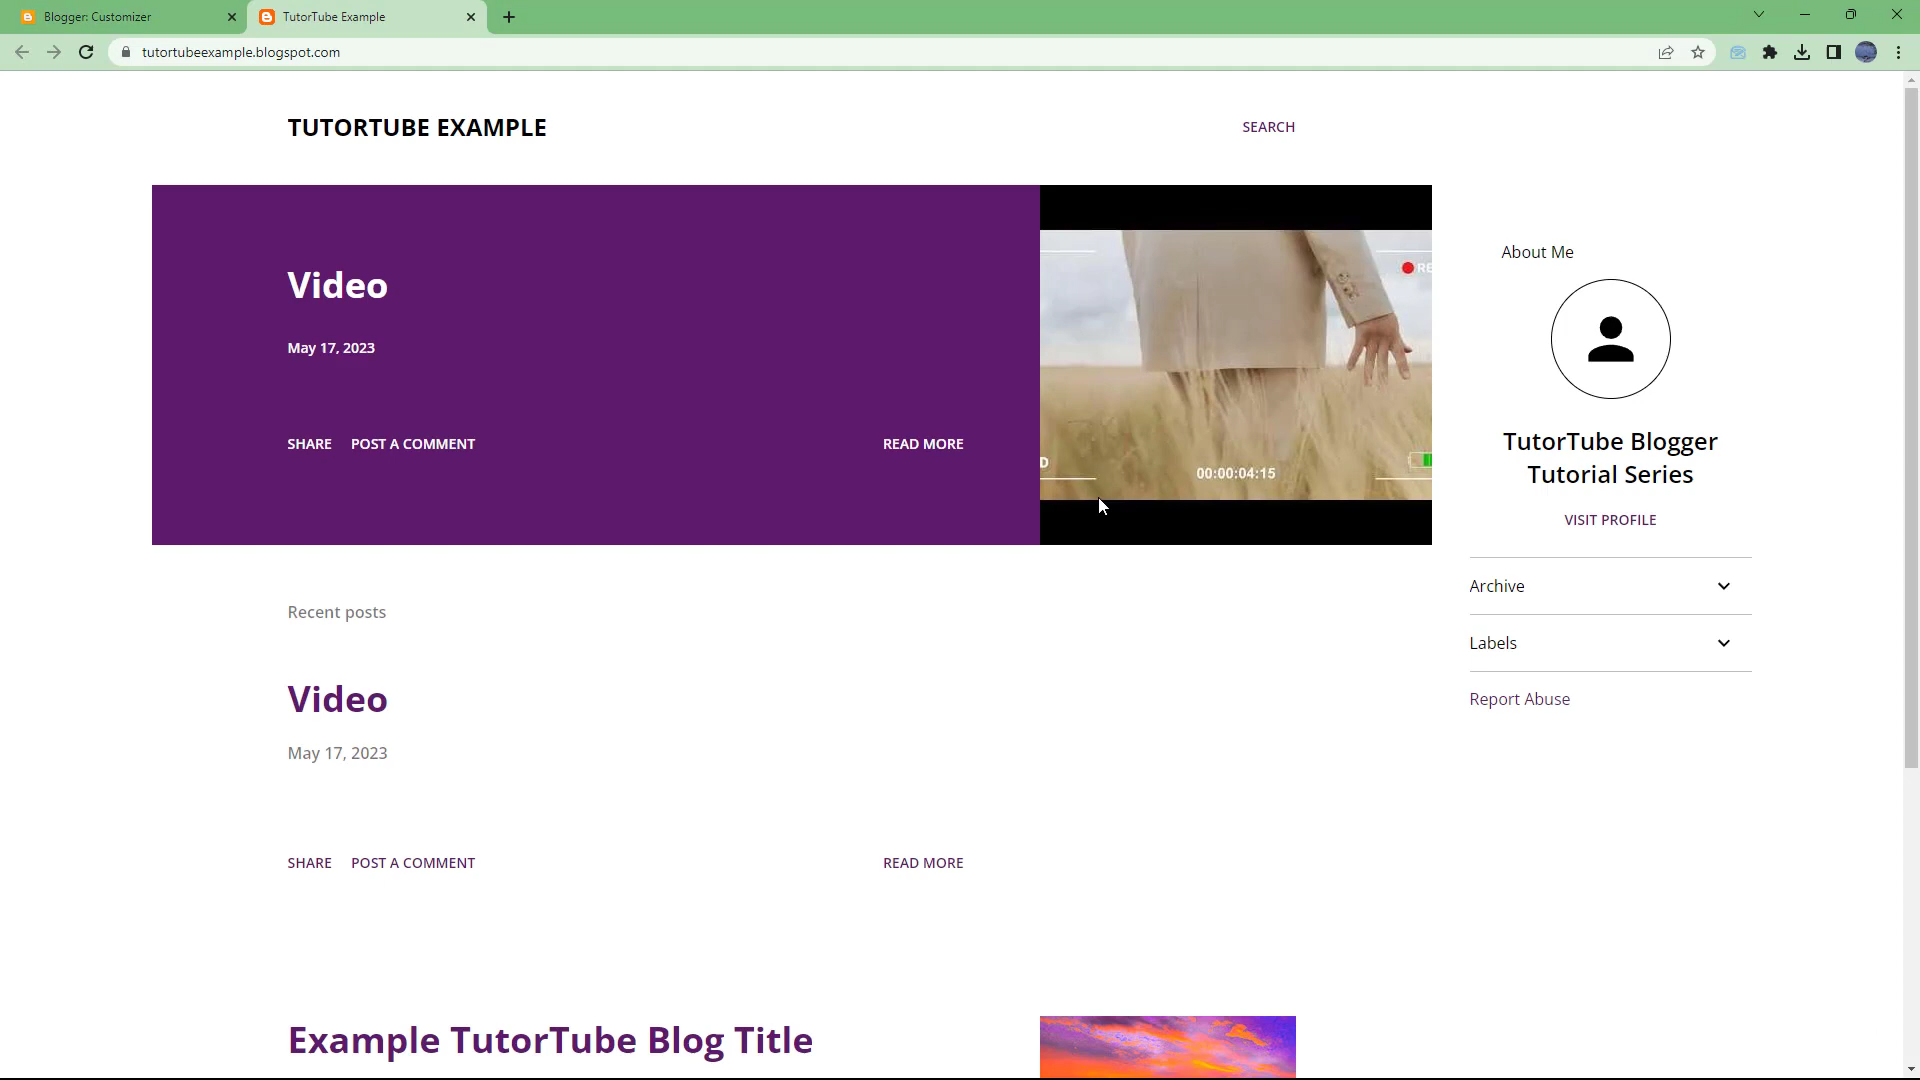 Blogger: Customizer
TutorTube Example
tutortubeexample.blogspot.com
TUTORTUBE EXAMPLE
SEARCH
Video
May 17, 2023
SHARE
POST A COMMENT
READ MORE
RE
D
00:00:04:15
About Me
TutorTube Blogger
Tutorial Series
VISIT PROFILE
Archive
Labels
Report Abuse
Recent posts
Video
May 17, 2023
SHARE
POST A COMMENT
READ MORE
Example TutorTube Blog Title